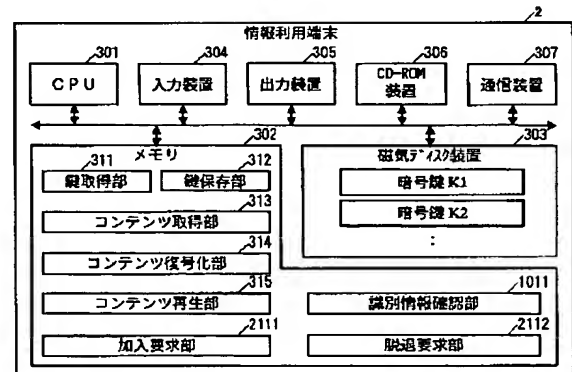 2
情報利用端末
301 304 305 306 307
CPU 入力装置 出力装置 CD-ROM装置 通信装置
302 303
メモリ 磁気ディスク装置
311 312
鍵取得部 鍵保存部 暗号鍵 K1
313
コンテンツ取得部 暗号鍵 K2
:
314
コンテンツ復号化部
315 1011
コンテンツ再生部 識別情報確認部
2111 2112
加入要求部 脱退要求部